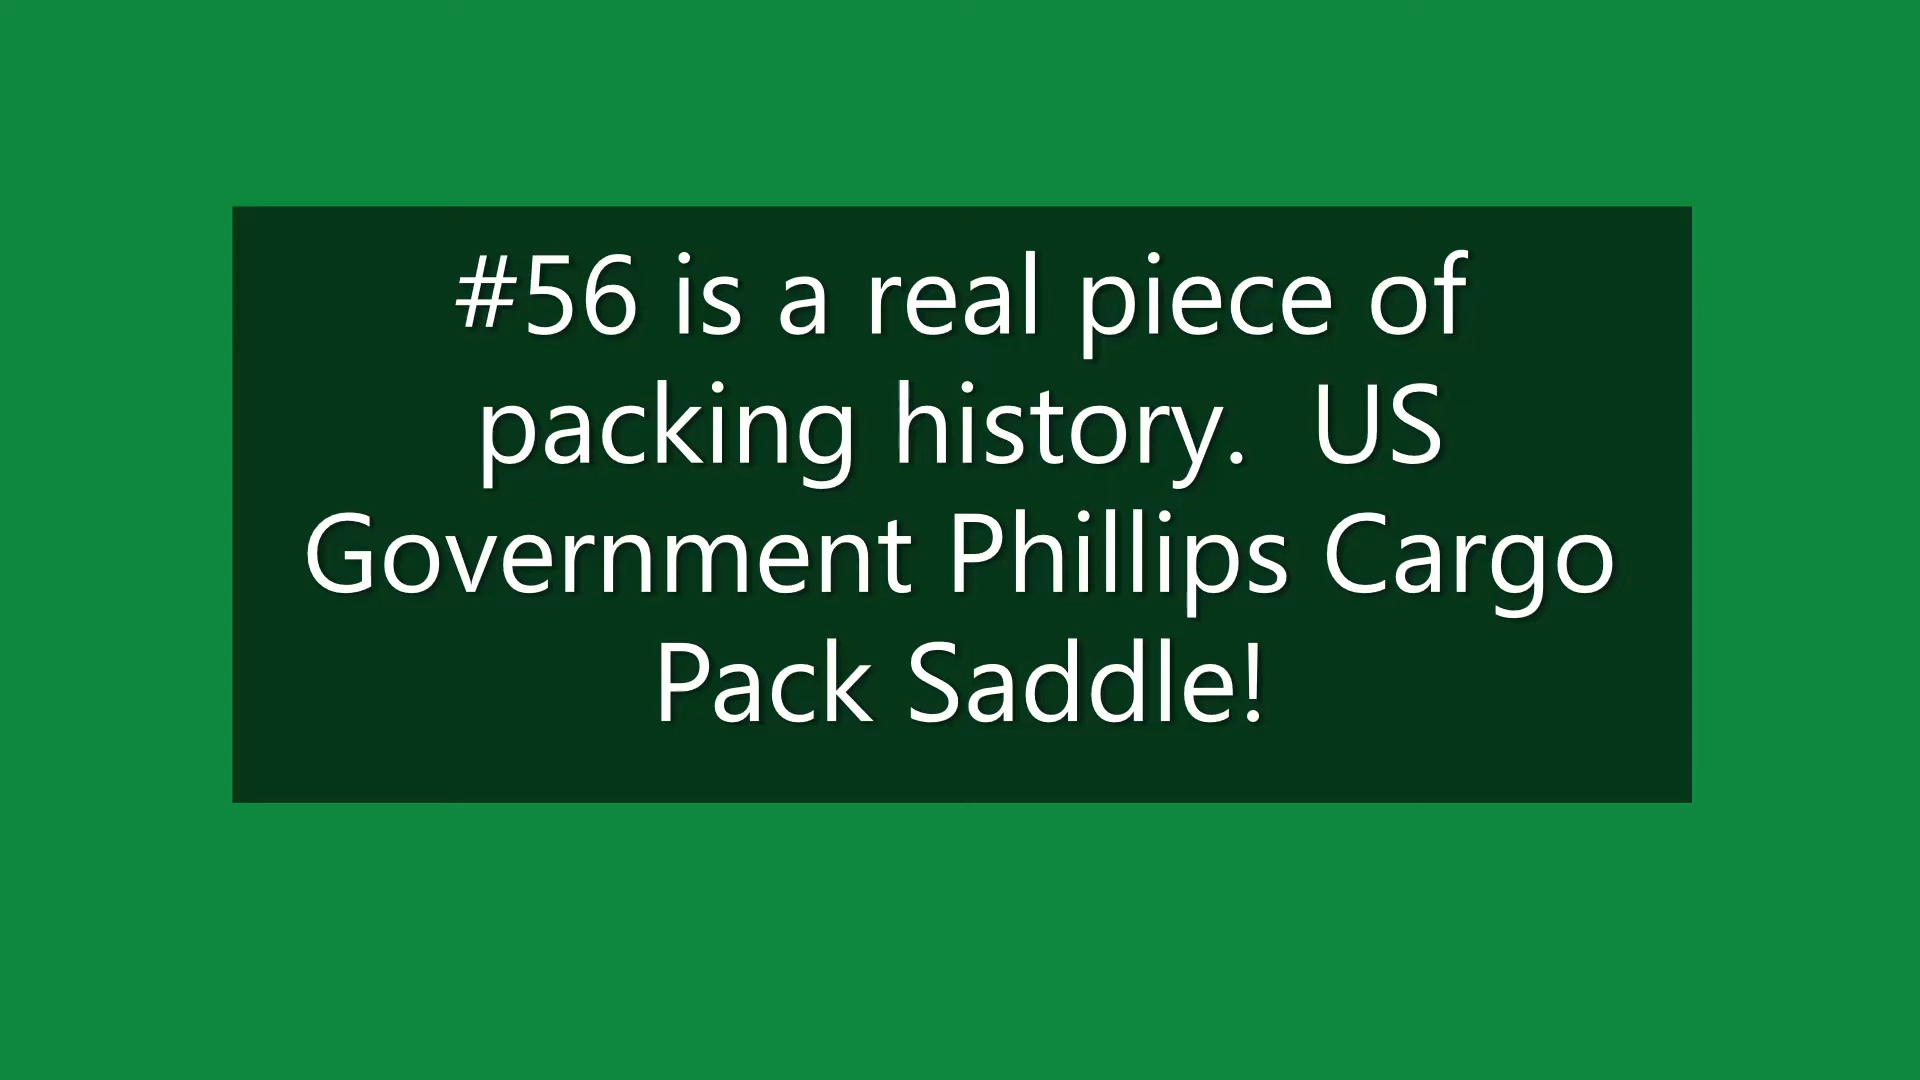 #56 is a real piece of
packing history.  US
Government Phillips Cargo
Pack Saddle!